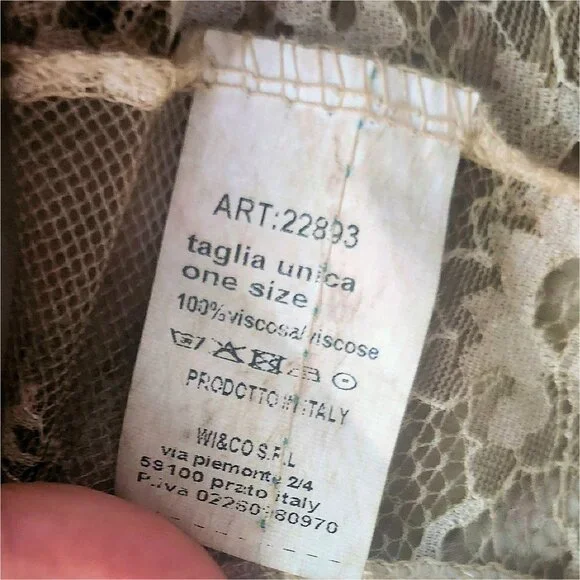 ART:22893
taglia unica
one size
100%viscosa/viscose
PRODOTTO IN ITALY
WI&CO S.R.L
via piemonte 2/4
59100 prato italy
P.iva